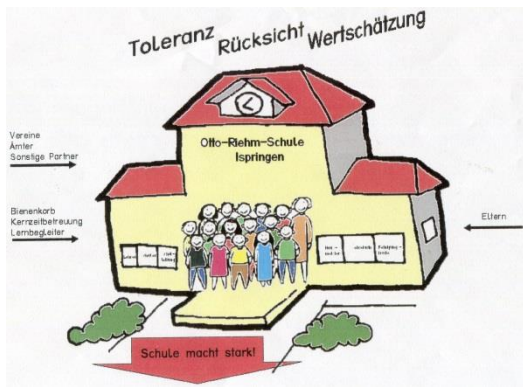 Toleranz Rücksicht Wertschätzung
Otto-Riehm-Schule
Ispringen
Vereine
Ämter
Sonstige Partner
Bienenkorb
Kernzeitbetreuung
Lernbegleiter
Eltern
Schule macht stark!